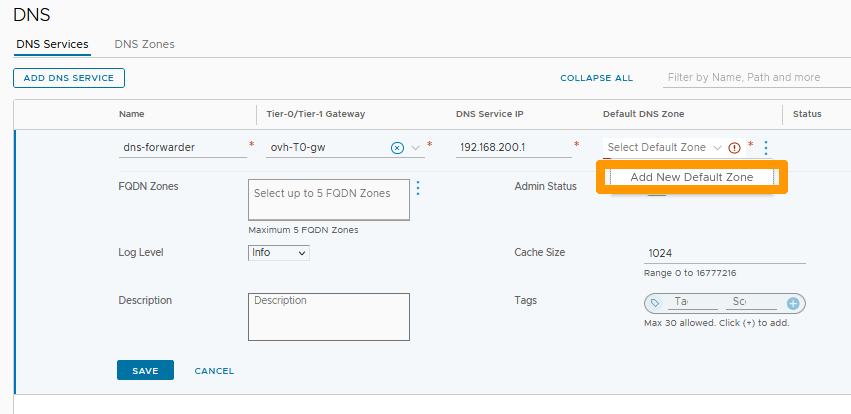 DNS
DNS Services DNS Zones
ADD DNS SERVICE COLLAPSE ALL Filter by Name, Path and more
Name Tier-0/Tier-1 Gateway DNS Service IP Default DNS Zone Status
dns-forwarder * ovh-T0-gw * 192.168.200.1 * Select Default Zone *
Add New Default Zone
FQDN Zones Select up to 5 FQDN Zones Admin Status
Maximum 5 FQDN Zones
Log Level Info Cache Size 1024
Range 0 to 16777216
Description Description Tags Ta Sc
Max 30 allowed. Click (+) to add.
SAVE CANCEL